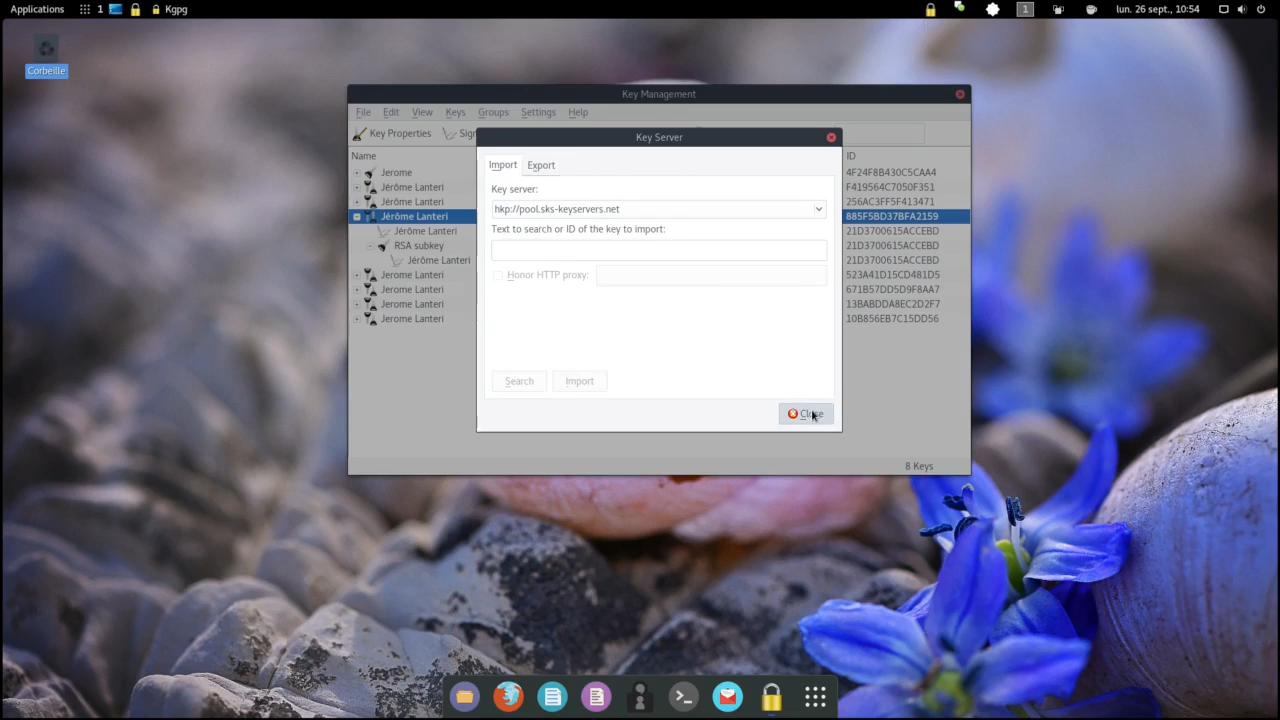 Applications 1 Kgpg 1 lun. 26 sept., 10:54
Corbeille
Key Management
File Edit View Keys Groups Settings Help
Key Properties
Key Server
Name
ID
Jerome 4F24F8B430C5CAA4
Jérôme Lanteri F419564C7050F351
Jérôme Lanteri 256AC3FF5F413471
Jérôme Lanteri 885F5BD37BFA2159
Jérôme Lanteri 21D3700615ACCEBD
RSA subkey 21D3700615ACCEBD
Jérôme Lanteri 21D3700615ACCEBD
Jerome Lanteri 523A41D15CD481D5
Jerome Lanteri 671B57DD5D9F8AA7
Jerome Lanteri 13BABDDA8EC2D2F7
Jerome Lanteri 10B856EB7C15DD56
Import Export
Key server:
hkp://pool.sks-keyservers.net
Text to search or ID of the key to import:
Honor HTTP proxy:
Search Import
Close
8 Keys